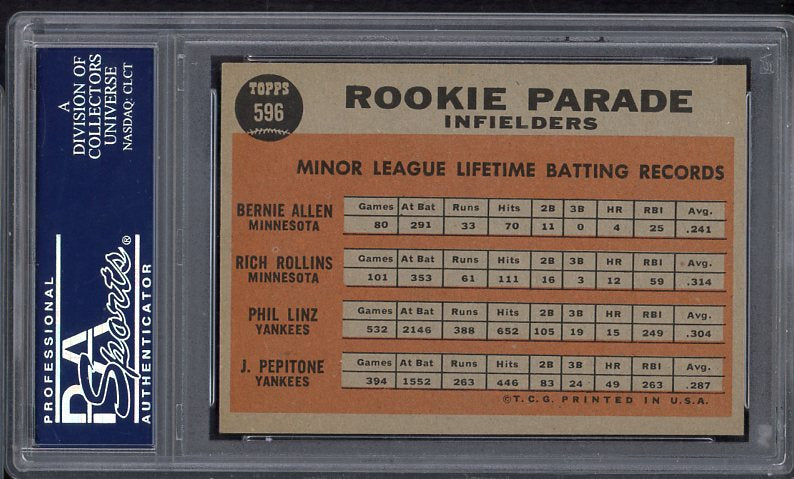 A
DIVISION OF
COLLECTORS
UNIVERSE
NASDAQ: CLCT
PROFESSIONAL
PSA
Sports®
AUTHENTICATOR
TOPPS
596
ROOKIE PARADE
INFIELDERS
MINOR LEAGUE LIFETIME BATTING RECORDS
BERNIE ALLEN
MINNESOTA
Games At Bat Runs Hits 2B 3B HR RBI Avg.
80 291 33 70 11 0 4 25 .241
RICH ROLLINS
MINNESOTA
Games At Bat Runs Hits 2B 3B HR RBI Avg.
101 353 61 111 16 3 12 59 .314
PHIL LINZ
YANKEES
Games At Bat Runs Hits 2B 3B HR RBI Avg.
532 2146 388 652 105 19 15 249 .304
J. PEPITONE
YANKEES
Games At Bat Runs Hits 2B 3B HR RBI Avg.
394 1552 263 446 83 24 49 263 .287
©T.C.G. PRINTED IN U.S.A.